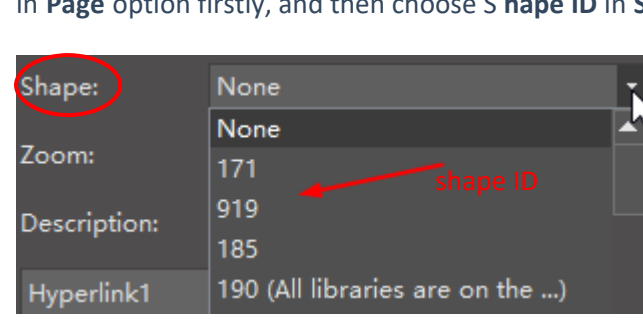 in Page option firstly, and then choose S hape ID in S
Shape: None
None
Zoom:
171
shape ID
919
Description:
185
Hyperlink1
190 (All libraries are on the ...)